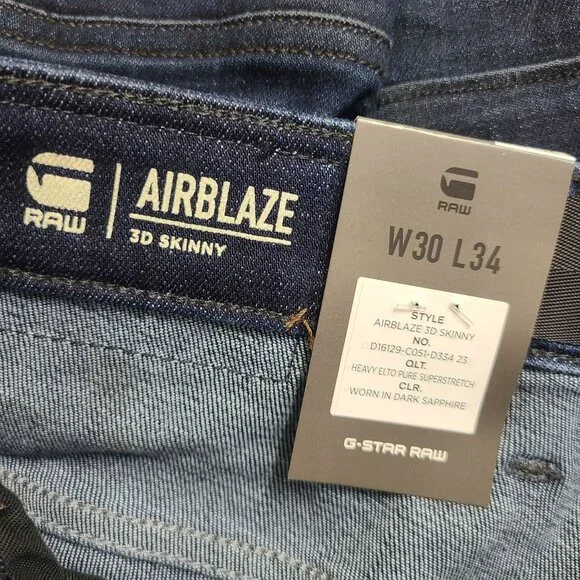 RAW
AIRBLAZE
3D SKINNY
RAW
W30 L34
STYLE
AIRBLAZE 3D SKINNY
NO.
D16129-C051-D334 23
QLT.
HEAVY ELTO PURE SUPERSTRETCH
CLR.
WORN IN DARK SAPPHIRE
G-STAR RAW